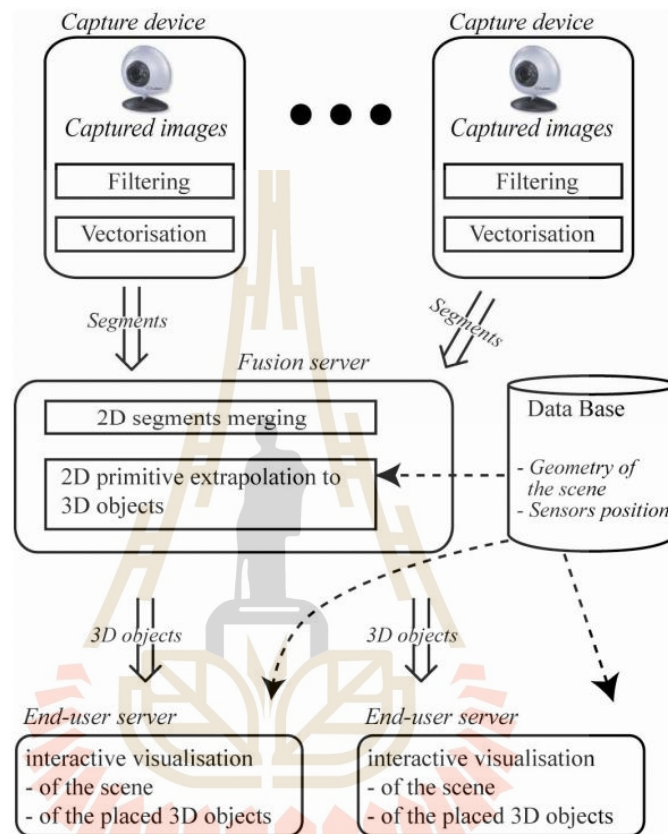 Capture device
Capture device
Captured images
Captured images
Filtering
Filtering
Vectorisation
Vectorisation
Segments
Segments
Fusion server
2D segments merging
Data Base
2D primitive extrapolation to
3D objects
- Geometry of
the scene
- Sensors position
3D objects
3D objects
End-user server
End-user server
interactive visualisation
- of the scene
- of the placed 3D objects
interactive visualisation
- of the scene
- of the placed 3D objects